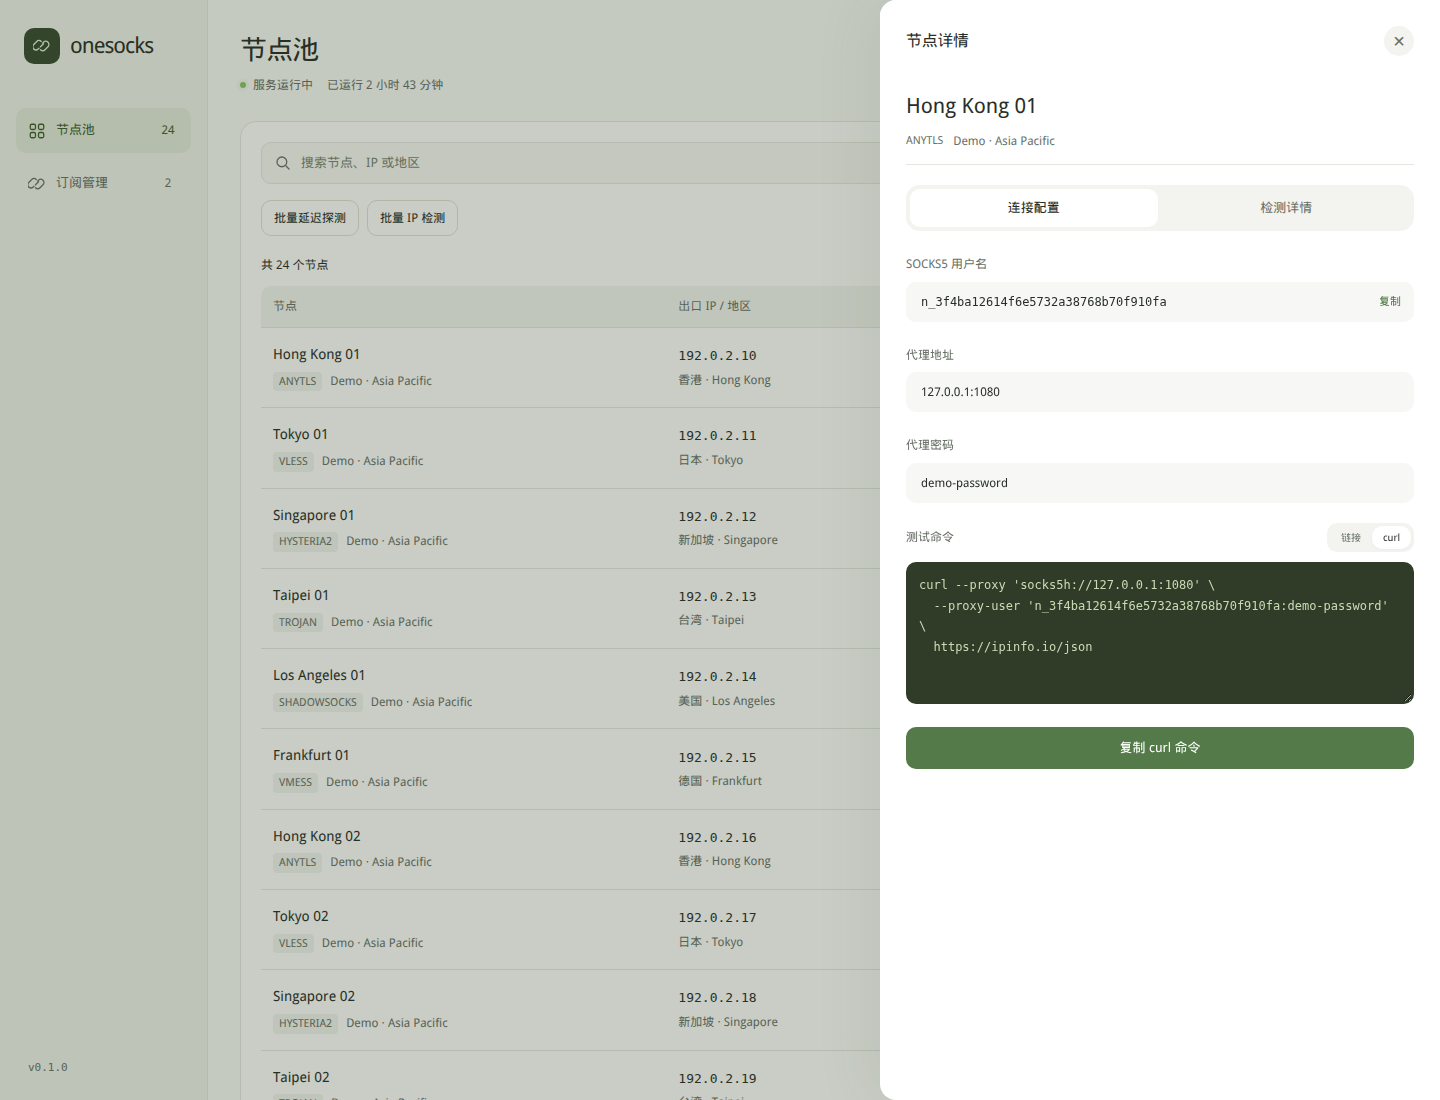 onesocks
节点池 24
订阅管理 2
v0.1.0
节点池
服务运行中 已运行 2 小时 43 分钟
搜索节点、IP 或地区
批量延迟探测 批量 IP 检测
共 24 个节点
节点 出口 IP / 地区
Hong Kong 01 192.0.2.10
ANYTLS Demo · Asia Pacific 香港 · Hong Kong
Tokyo 01 192.0.2.11
VLESS Demo · Asia Pacific 日本 · Tokyo
Singapore 01 192.0.2.12
HYSTERIA2 Demo · Asia Pacific 新加坡 · Singapore
Taipei 01 192.0.2.13
TROJAN Demo · Asia Pacific 台湾 · Taipei
Los Angeles 01 192.0.2.14
SHADOWSOCKS Demo · Asia Pacific 美国 · Los Angeles
Frankfurt 01 192.0.2.15
VMESS Demo · Asia Pacific 德国 · Frankfurt
Hong Kong 02 192.0.2.16
ANYTLS Demo · Asia Pacific 香港 · Hong Kong
Tokyo 02 192.0.2.17
VLESS Demo · Asia Pacific 日本 · Tokyo
Singapore 02 192.0.2.18
HYSTERIA2 Demo · Asia Pacific 新加坡 · Singapore
Taipei 02 192.0.2.19
节点详情
Hong Kong 01
ANYTLS Demo · Asia Pacific
连接配置 检测详情
SOCKS5 用户名
n_3f4ba12614f6e5732a38768b70f910fa 复制
代理地址
127.0.0.1:1080
代理密码
demo-password
测试命令 链接 curl
curl --proxy 'socks5h://127.0.0.1:1080' \
--proxy-user 'n_3f4ba12614f6e5732a38768b70f910fa:demo-password'
\
https://ipinfo.io/json
复制 curl 命令